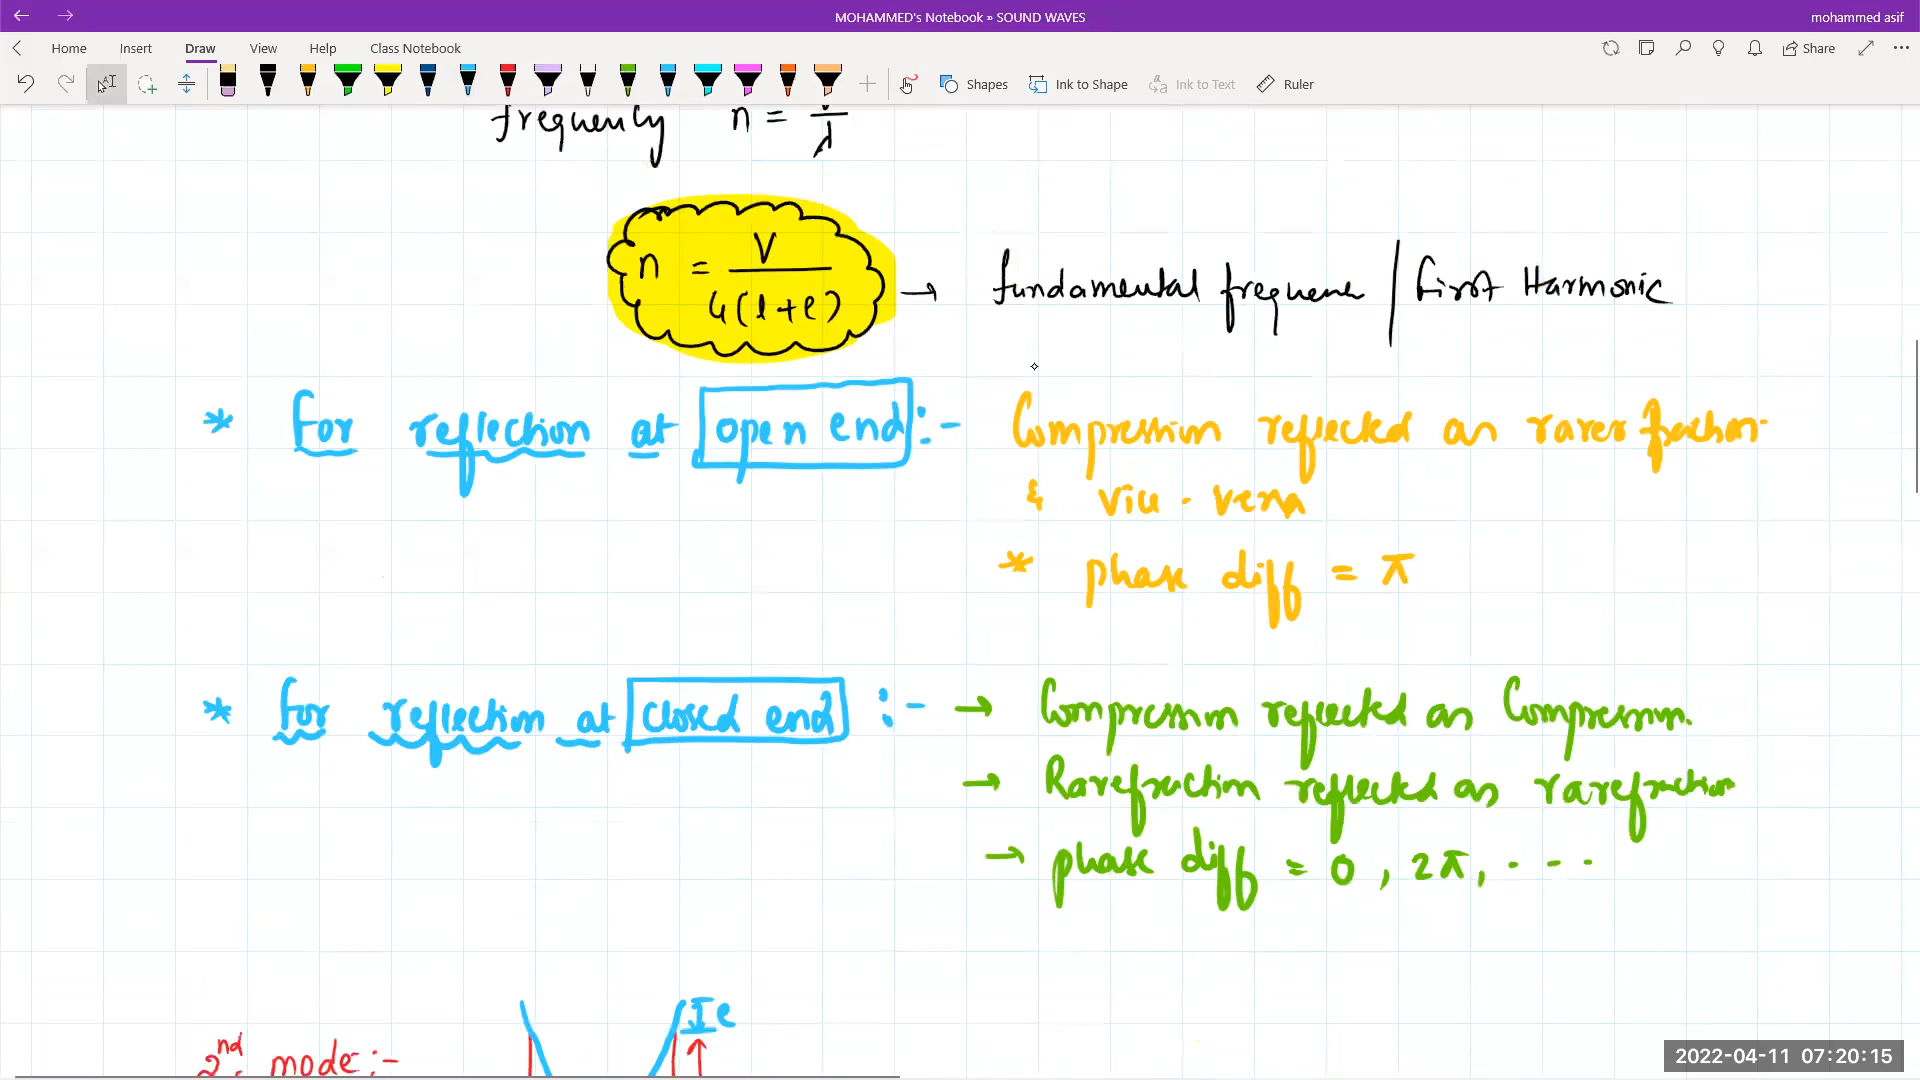 MOHAMMED's Notebook » SOUND WAVES
mohammed asif
Home Insert Draw View Help Class Notebook
Share
Shapes Ink to Shape Ink to Text Ruler
frequency n = V/λ
n = V / 4(l+e) → fundamental frequenc / first Harmonic
* for reflection at open end :- Compression reflected as rarefraction
& vice-versa
* phase diff = π
* for reflection at closed end :- → Compression reflected as Compression.
→ Rarefraction reflected as rarefraction
→ phase diff = 0, 2π, - - - -
e
2nd mode:-
2022-04-11 07:20:15